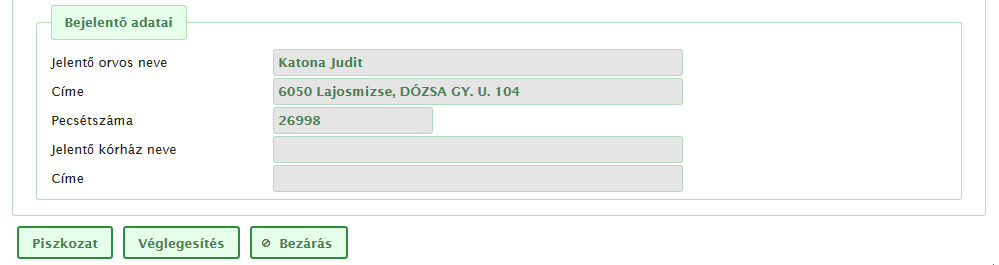 Bejelentő adatai
Jelentő orvos neve Katona Judit
Címe 6050 Lajosmizse, DÓZSA GY. U. 104
Pecsétszáma 26998
Jelentő kórház neve
Címe
Piszkozat Véglegesítés Bezárás